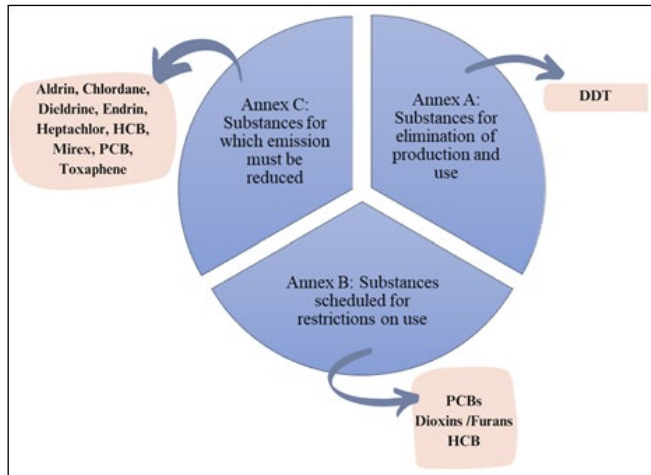 Aldrin, Chlordane,
Dieldrine, Endrin,
Heptachlor, HCB,
Mirex, PCB,
Toxaphene
Annex C:
Substances for
which emission
must be
reduced
Annex A:
Substances for
elimination of
production and
use
DDT
Annex B: Substances
scheduled for
restrictions on use
PCBs
Dioxins /Furans
HCB